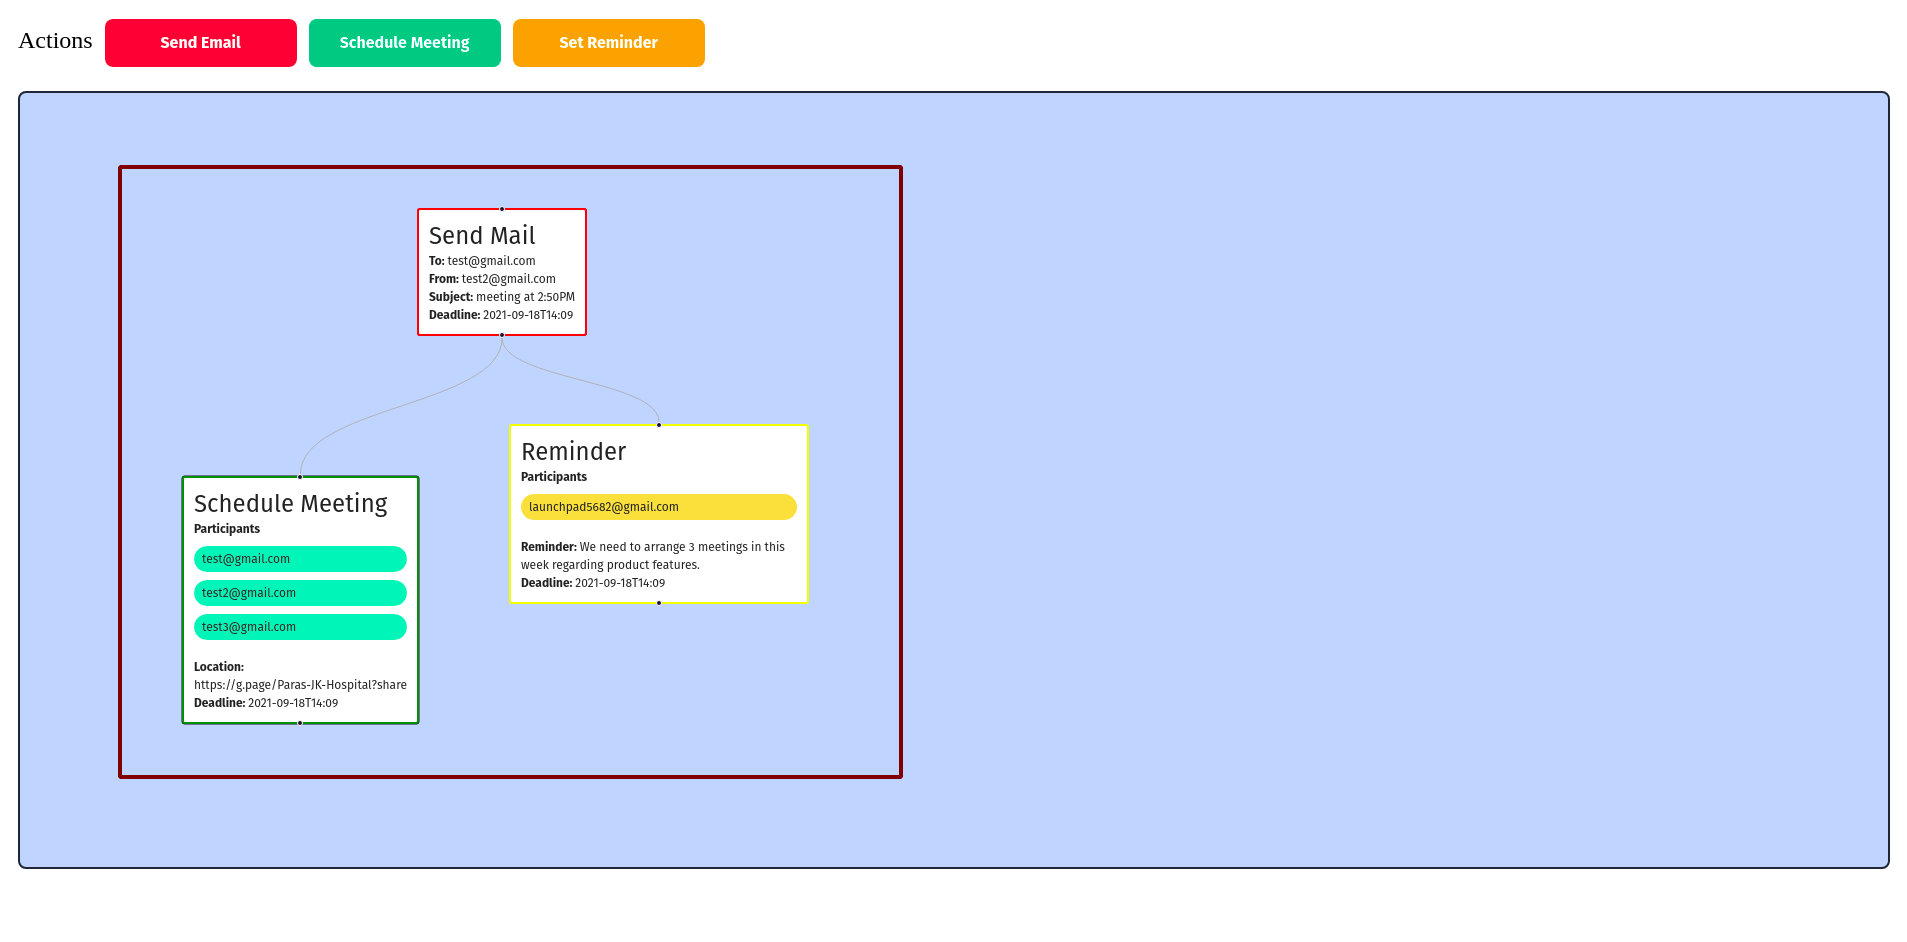 Actions
Send Email
Schedule Meeting
Set Reminder
Send Mail
To: test@gmail.com
From: test2@gmail.com
Subject: meeting at 2:50PM
Deadline: 2021-09-18T14:09
Reminder
Participants
launchpad5682@gmail.com
Reminder: We need to arrange 3 meetings in this
week regarding product features.
Deadline: 2021-09-18T14:09
Schedule Meeting
Participants
test@gmail.com
test2@gmail.com
test3@gmail.com
Location:
https://g.page/Paras-JK-Hospital?share
Deadline: 2021-09-18T14:09